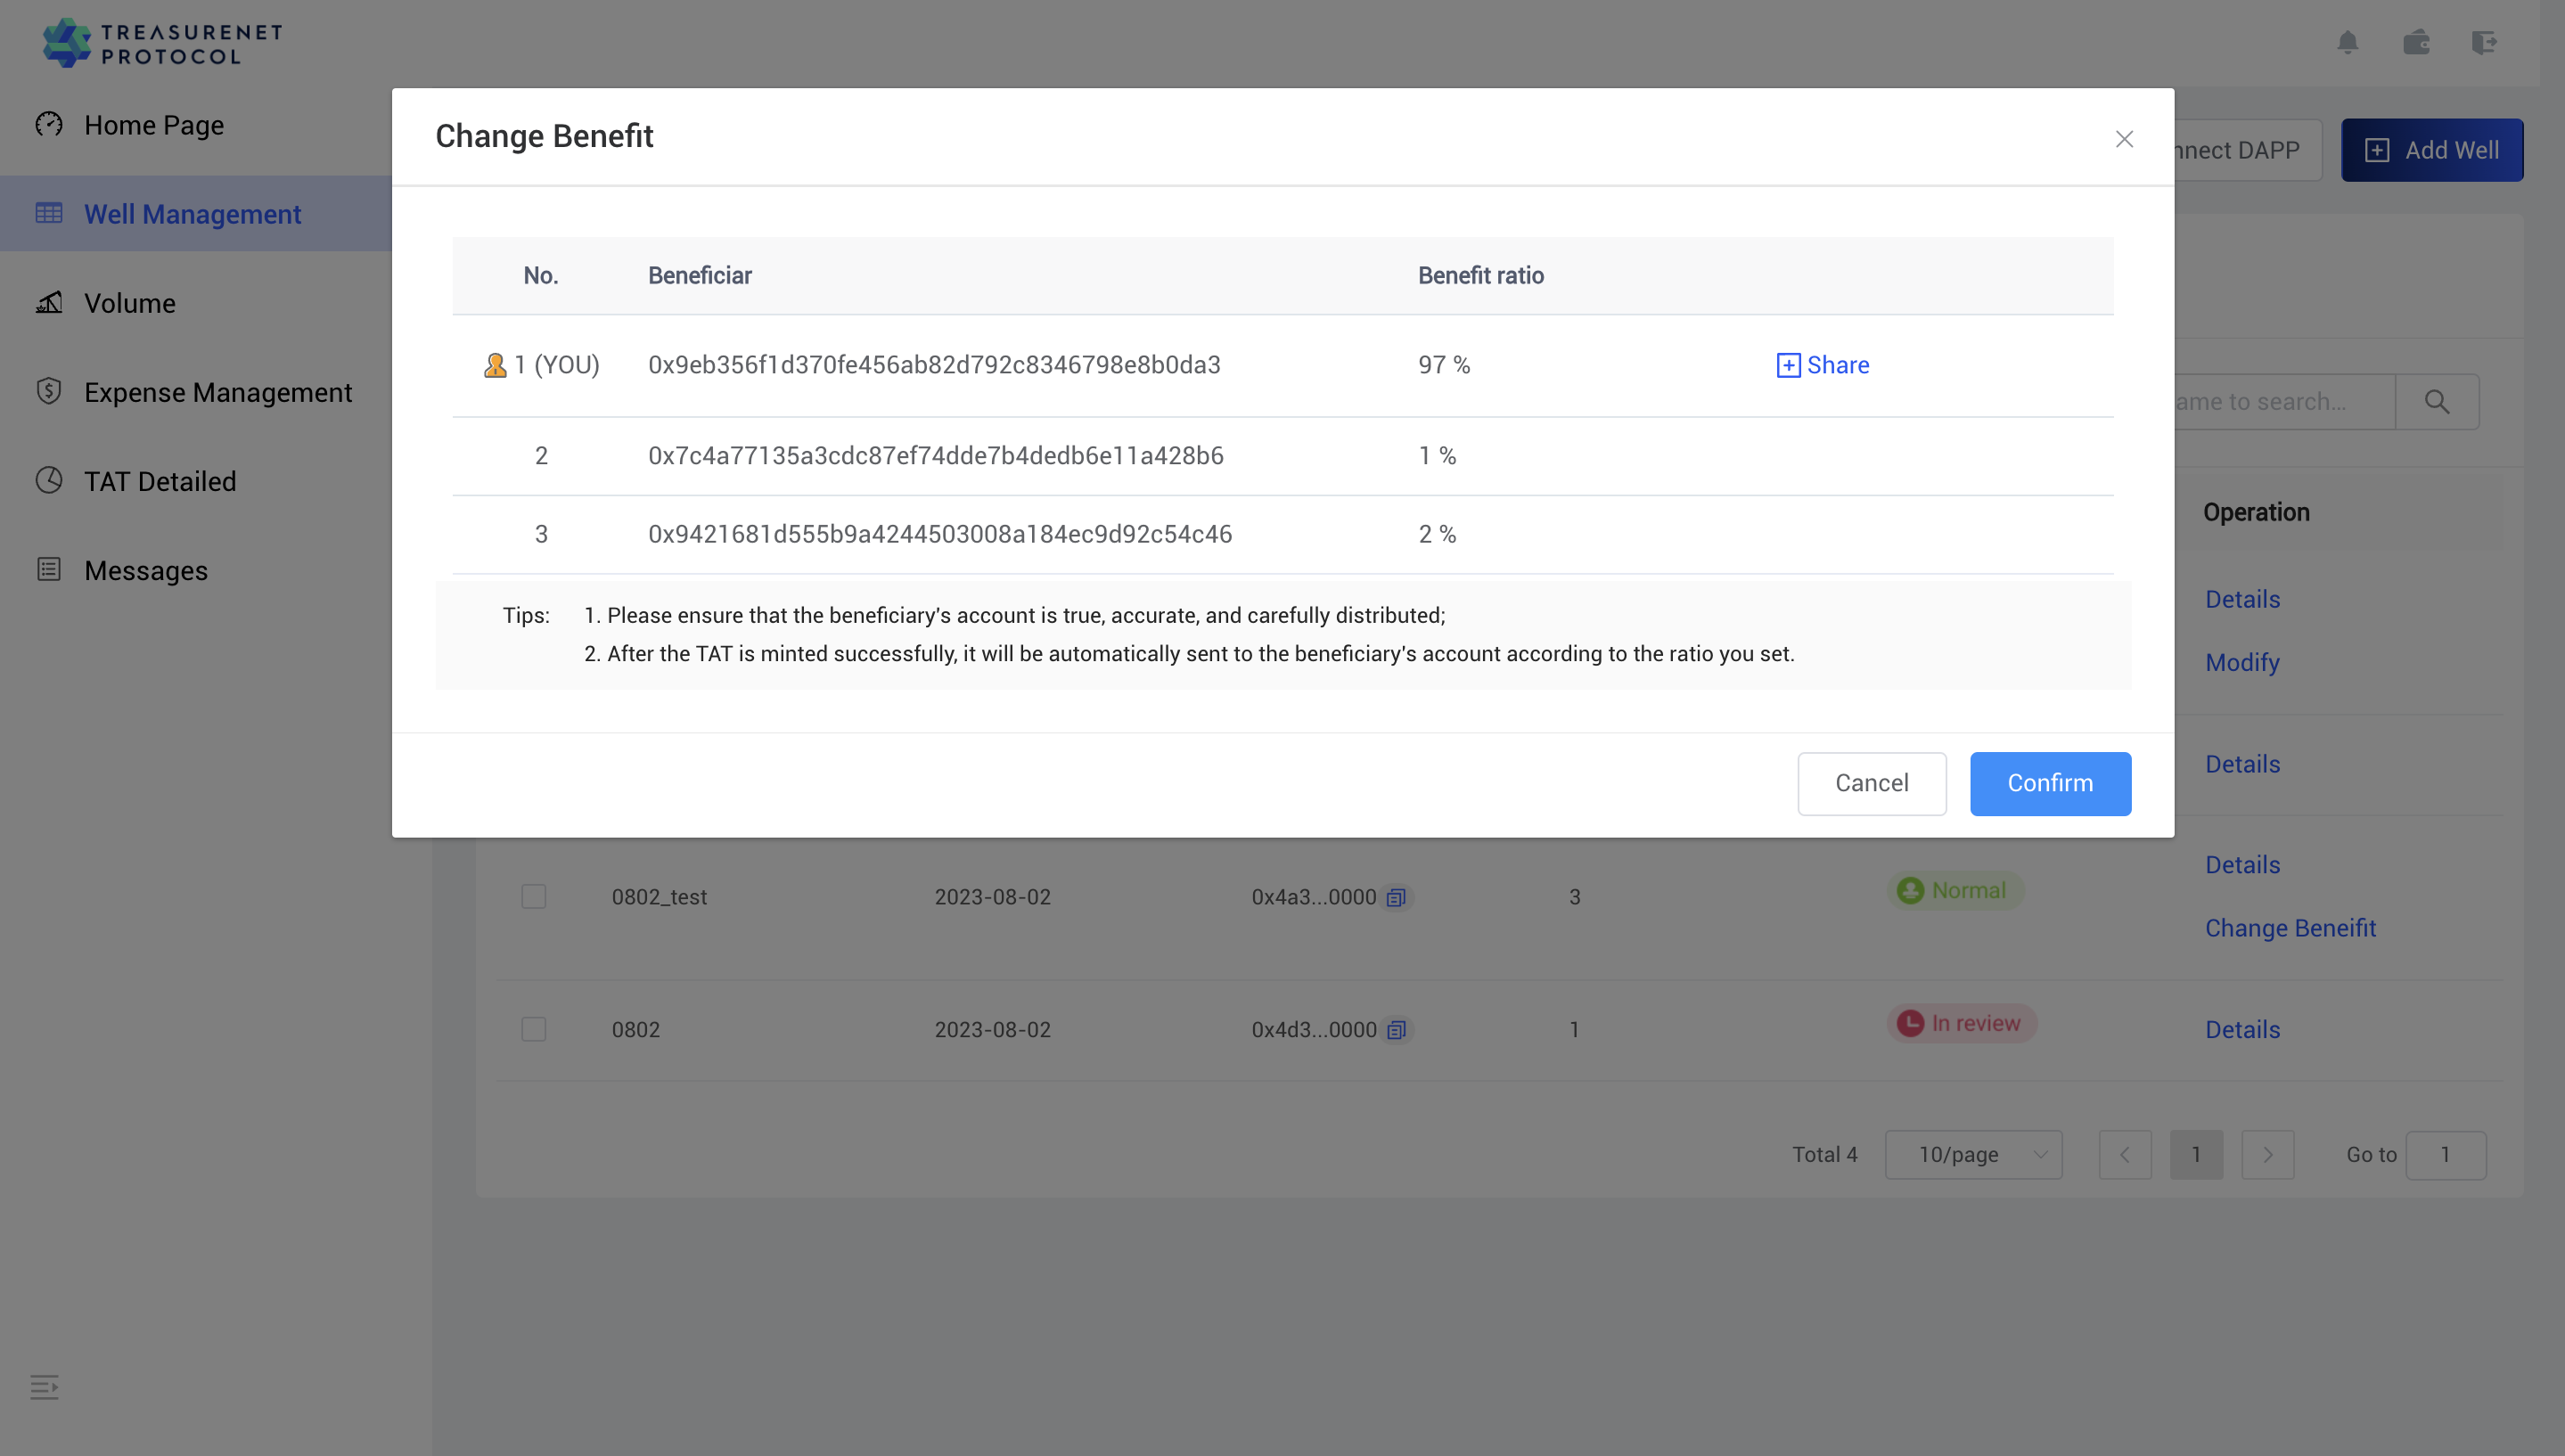 TREASURENET
PROTOCOL
Home Page
Well Management
Volume
Expense Management
TAT Detailed
Messages
Change Benefit
nnect DAPP
Add Well
No. Beneficiar Benefit ratio
1 (YOU) 0x9eb356f1d370fe456ab82d792c8346798e8b0da3 97 % Share
2 0x7c4a77135a3cdc87ef74dde7b4dedb6e11a428b6 1 %
3 0x9421681d555b9a4244503008a184ec9d92c54c46 2 %
Tips: 1. Please ensure that the beneficiary's account is true, accurate, and carefully distributed;
2. After the TAT is minted successfully, it will be automatically sent to the beneficiary's account according to the ratio you set.
Cancel Confirm
ame to search...
Operation
Details
Modify
Details
0802_test 2023-08-02 0x4a3...0000 3 Normal Details
Change Beneifit
0802 2023-08-02 0x4d3...0000 1 In review Details
Total 4 10/page 1 Go to 1